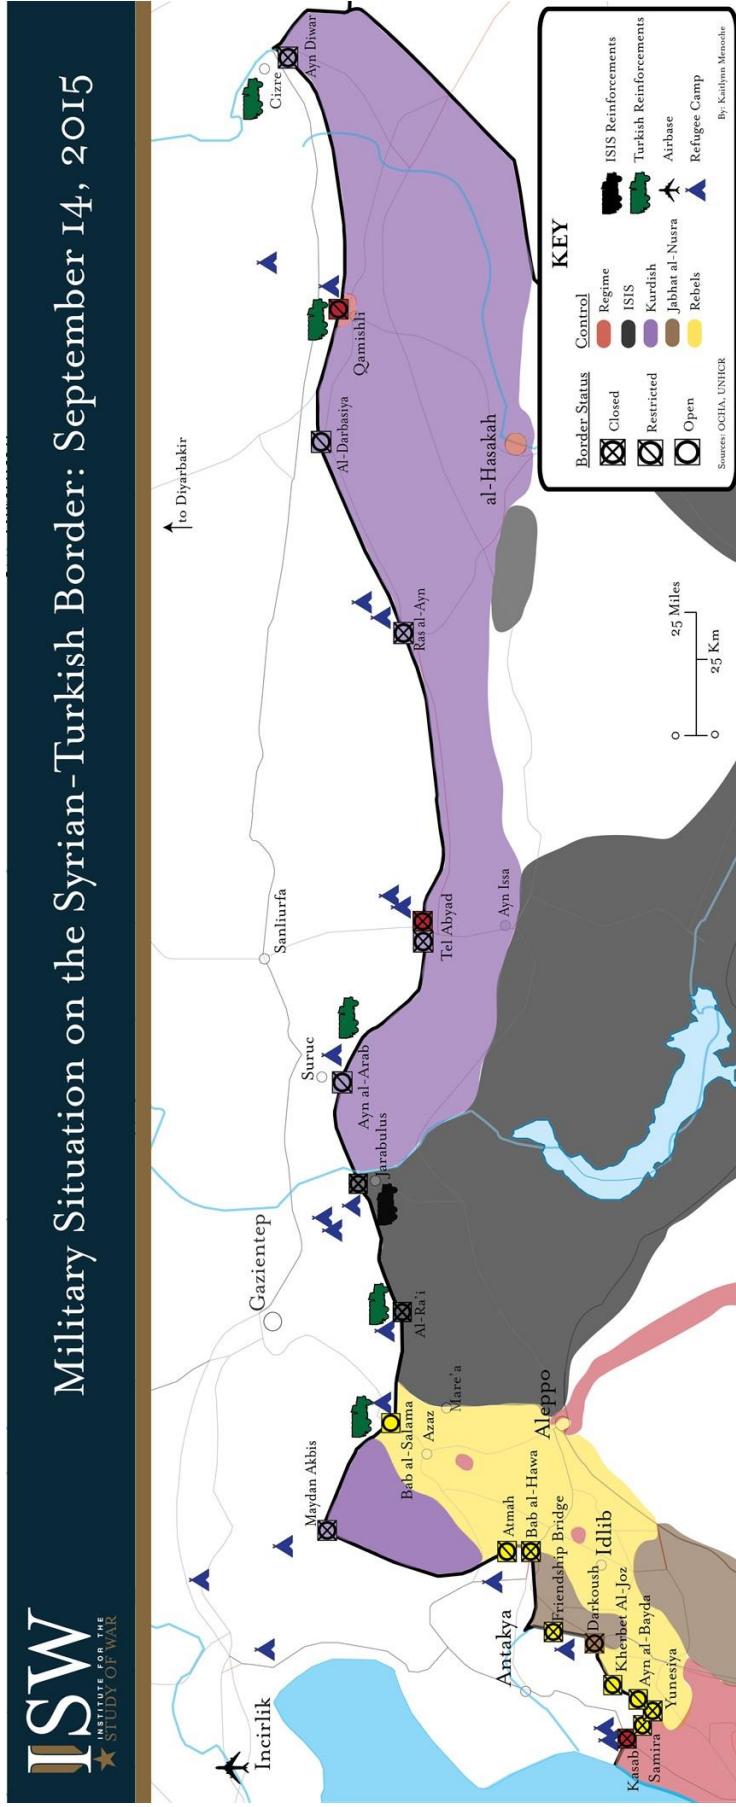 ISW
INSTITUTE FOR THE
STUDY OF WAR
Military Situation on the Syrian-Turkish Border: September 14, 2015
to Diyarbakir
Cizre
Ayn Diwar
Qamishli
Al-Darbasiya
al-Hasakah
Ras al-Ayn
Sanliurfa
Tel Abyad
Ayn Issa
Suruc
Ayn al-Arab
Jarabulus
Gazientep
Al-Ra'i
Mare'a
Maydan Akbis
Bab al-Salama
Azaz
Aleppo
Atmah
Bab al-Hawa
Friendship Bridge
Idlib
Darkoush
Kherbet Al-Joz
Ayn al-Bayda
Yunesiya
Antakya
Samira
Kasab
Incirlik
25 Miles
0
0
25 Km
KEY
Border Status
Closed
Restricted
Open
Control
Regime
ISIS
Kurdish
Jabhat al-Nusra
Rebels
ISIS Reinforcements
Turkish Reinforcements
Airbase
Refugee Camp
Sources: OCHA, UNHCR
By: Kaitlynn Menoche